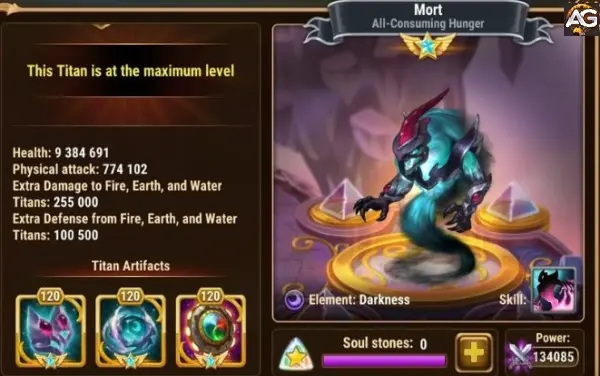 Mort
All-Consuming Hunger
AG
This Titan is at the maximum level
Health: 9 384 691
Physical attack: 774 102
Extra Damage to Fire, Earth, and Water
Titans: 255 000
Extra Defense from Fire, Earth, and Water
Titans: 100 500
Titan Artifacts
120
120
120
Element: Darkness
Skill:
Soul stones: 0
Power:
134085